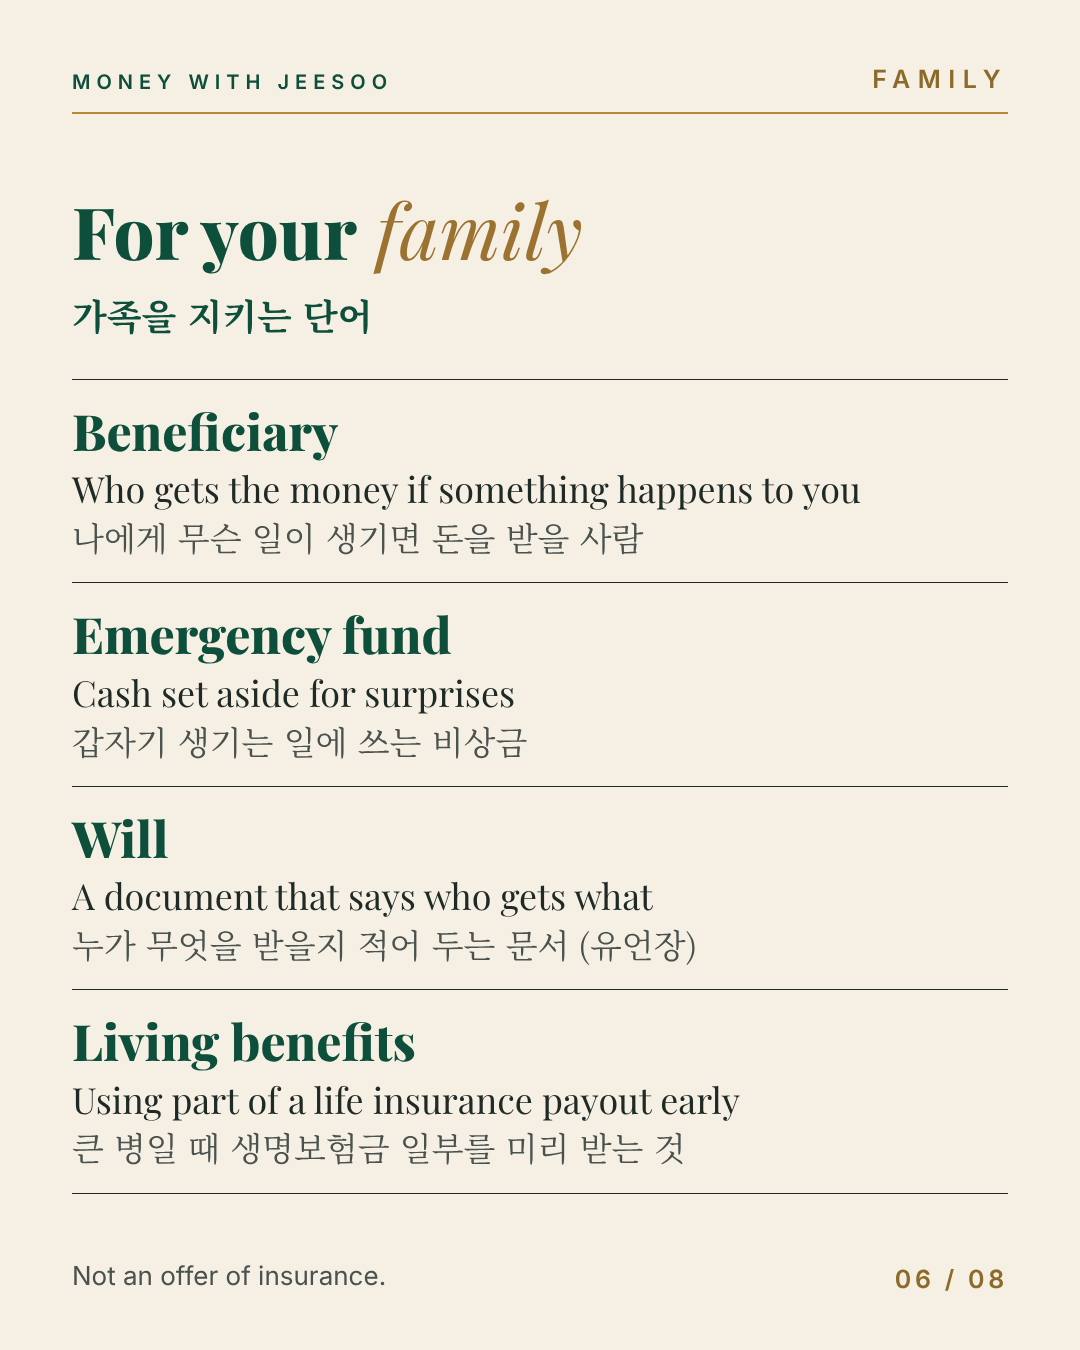 MONEY WITH JEESOO
FAMILY
For your family
가족을 지키는 단어
Beneficiary
Who gets the money if something happens to you
나에게 무슨 일이 생기면 돈을 받을 사람
Emergency fund
Cash set aside for surprises
갑자기 생기는 일에 쓰는 비상금
Will
A document that says who gets what
누가 무엇을 받을지 적어 두는 문서 (유언장)
Living benefits
Using part of a life insurance payout early
큰 병일 때 생명보험금 일부를 미리 받는 것
Not an offer of insurance.
06 / 08